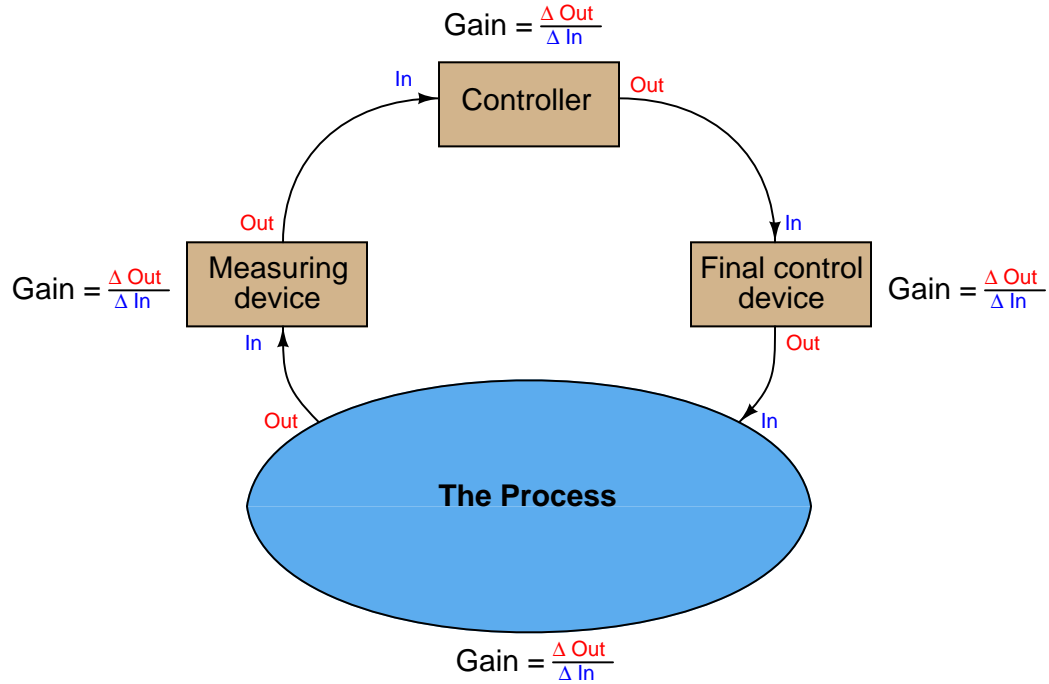 Gain = Δ Out / Δ In
In
Controller
Out
Out
In
Gain = Δ Out / Δ In
Measuring
device
Final control
device
Gain = Δ Out / Δ In
In
Out
Out
In
The Process
Gain = Δ Out / Δ In